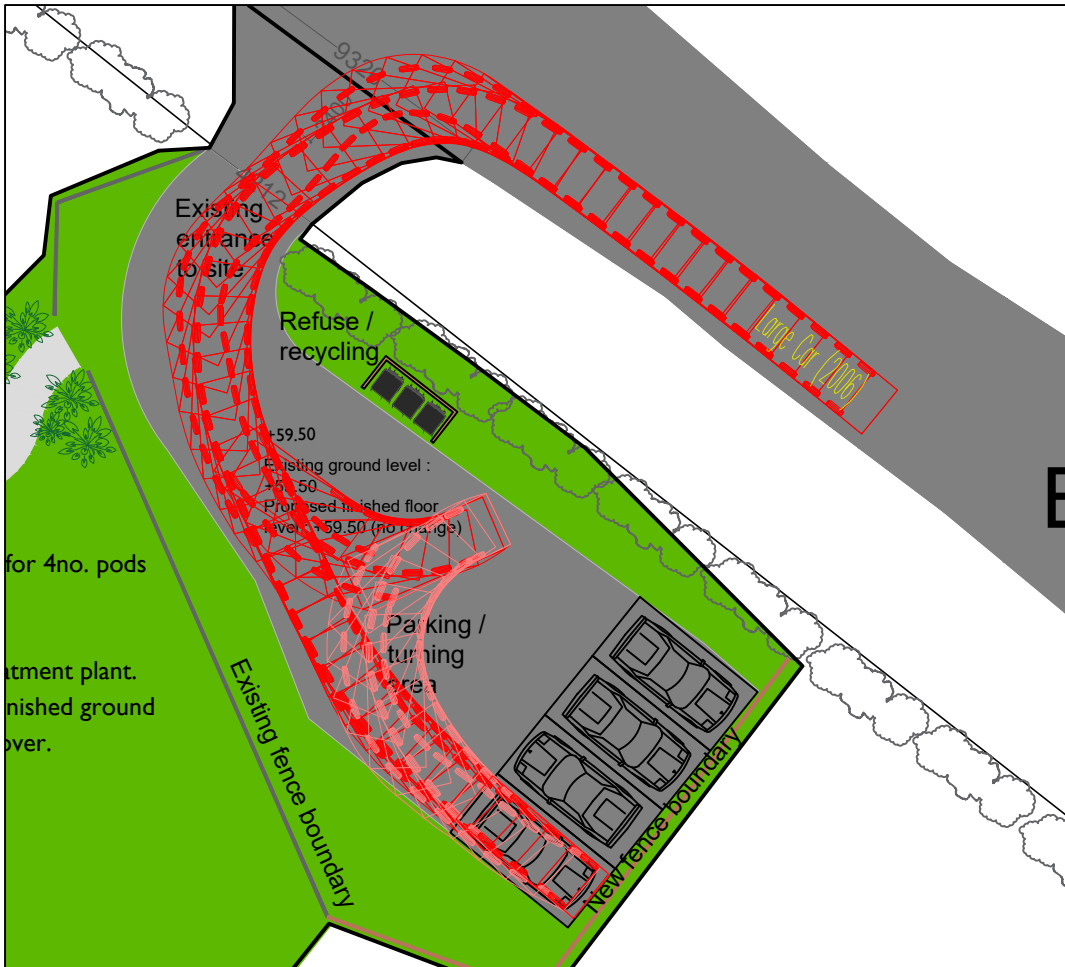 9320
Existing
entrance
to site
Refuse /
recycling
Large Car (2006)
+59.50
Existing ground level :
Proposed finished floor
level: +59.50 (no change)
for 4no. pods
atment plant.
nished ground
over.
Parking /
turning
area
Existing fence boundary
New fence boundary
E